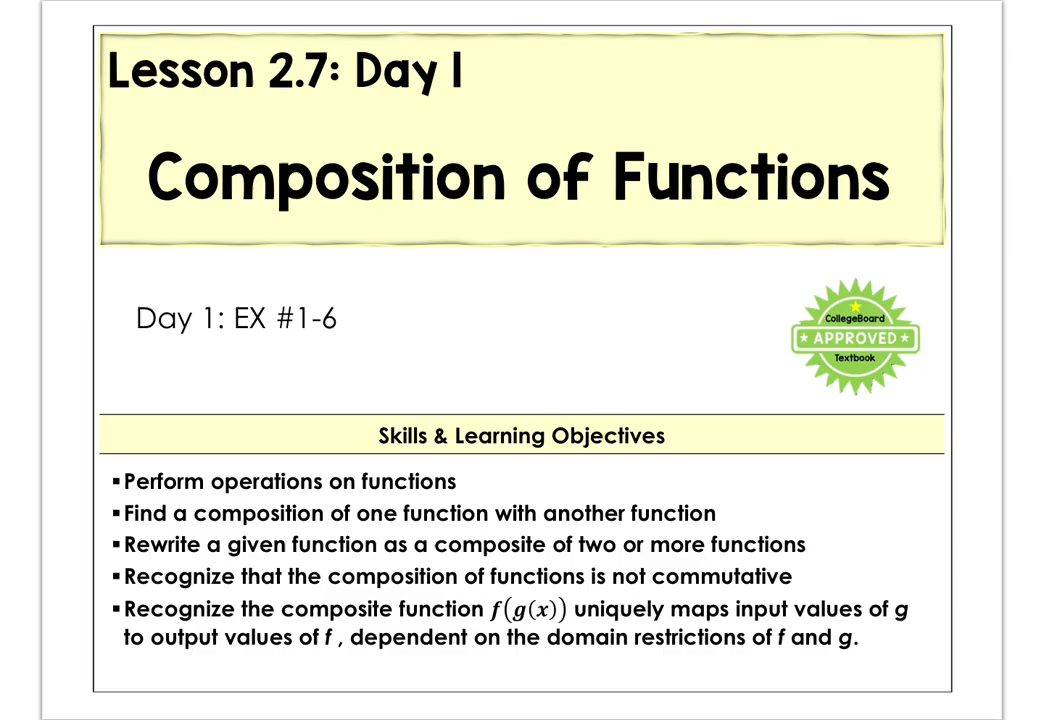 Lesson 2.7: Day 1
Composition of Functions
Day 1: EX #1-6
CollegeBoard
APPROVED
Textbook
Skills & Learning Objectives
▪ Perform operations on functions
▪ Find a composition of one function with another function
▪ Rewrite a given function as a composite of two or more functions
▪ Recognize that the composition of functions is not commutative
▪ Recognize the composite function f(g(x)) uniquely maps input values of g
to output values of f , dependent on the domain restrictions of f and g.